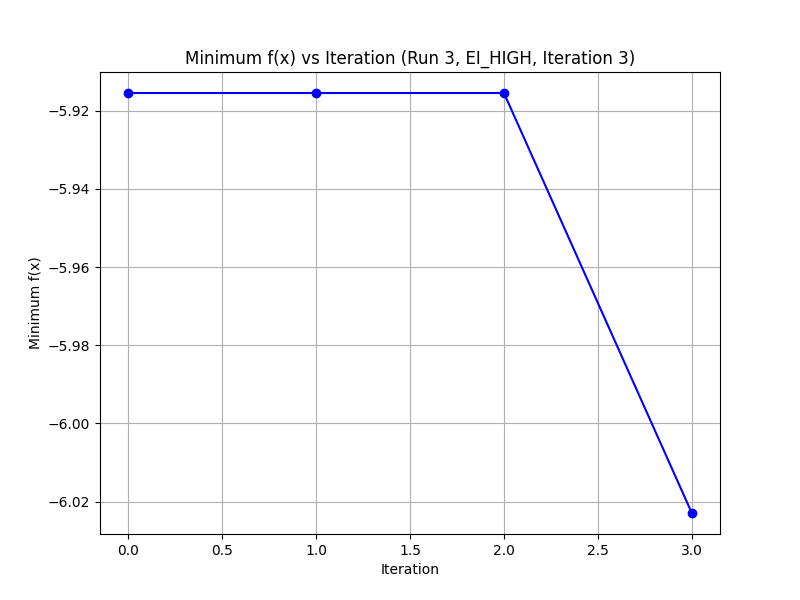 Minimum f(x) vs Iteration (Run 3, EI_HIGH, Iteration 3)
−5.92
−5.94
−5.96
−5.98
−6.00
−6.02
Minimum f(x)
0.0 0.5 1.0 1.5 2.0 2.5 3.0
Iteration